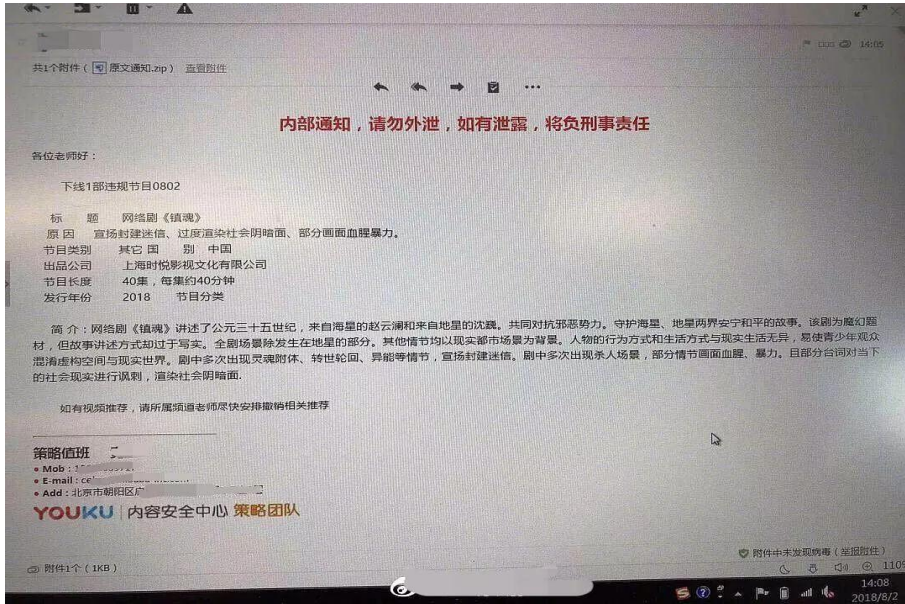 14:05
共1个附件（原文通知.zip） 查看附件
内部通知，请勿外泄，如有泄露，将负刑事责任
各位老师好：
下线1部违规节目0802
标 题 网络剧《镇魂》
原 因 宣扬封建迷信、过度渲染社会阴暗面、部分画面血腥暴力。
节目类别 其它 国 别 中国
出品公司 上海时悦影视文化有限公司
节目长度 40集，每集约40分钟
发行年份 2018 节目分类
简 介：网络剧《镇魂》讲述了公元三十五世纪，来自海星的赵云澜和来自地星的沈巍。共同对抗邪恶势力。守护海星、地星两界安宁和平的故事。该剧为魔幻题
材，但故事讲述方式却过于写实。全剧场景除发生在地星的部分。其他情节均以现实都市场景为背景。人物的行为方式和生活方式与现实生活无异，易使青少年观众
混淆虚构空间与现实世界。剧中多次出现灵魂附体、转世轮回、异能等情节，宣扬封建迷信。剧中多次出现杀人场景，部分情节画面血腥、暴力。且部分台词对当下
的社会现实进行讽刺，渲染社会阴暗面.
如有视频推荐，请所属频道老师尽快安排撤销相关推荐
策略值班
Mob：
E-mail：
Add：北京市朝阳区
YOUKU 内容安全中心 策略团队
附件中未发现病毒（举报附件）
附件1个（1KB）
14:08
2018/8/2